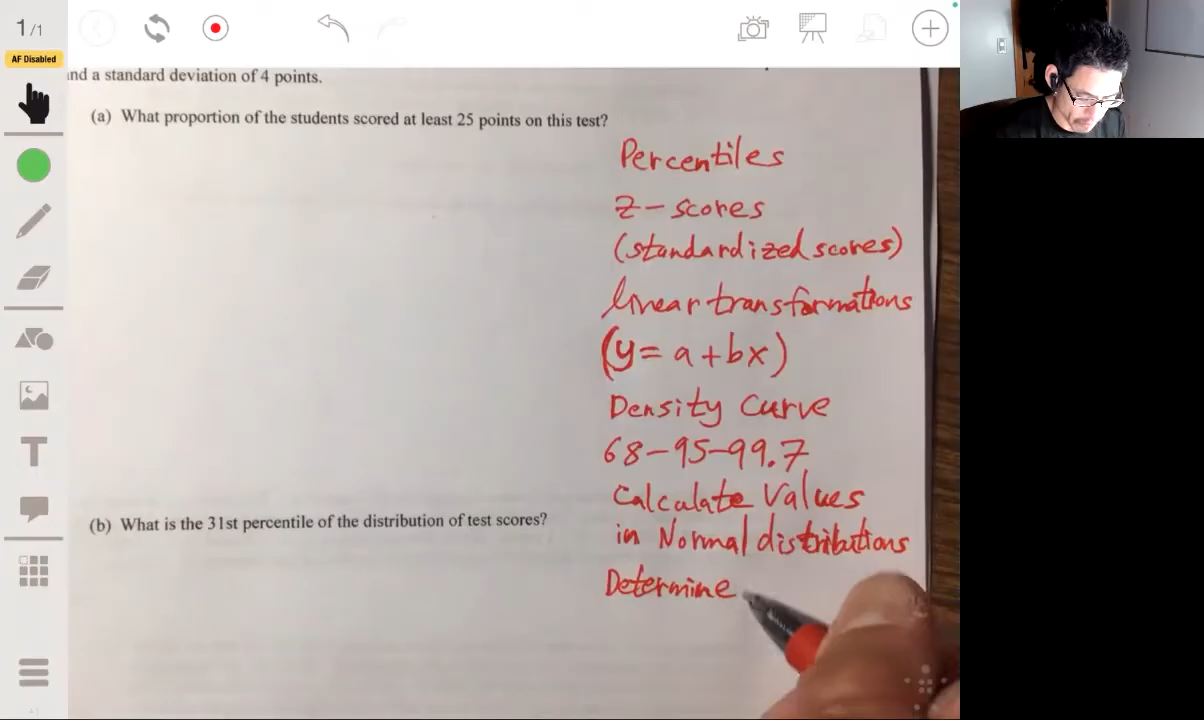 1/1
AF Disabled
nd a standard deviation of 4 points.
(a) What proportion of the students scored at least 25 points on this test?
Percentiles
z-scores
(standardized scores)
linear transformations
(y = a + bx)
Density Curve
68-95-99.7
Calculate Values
in Normal distributions
(b) What is the 31st percentile of the distribution of test scores?
Determine
T